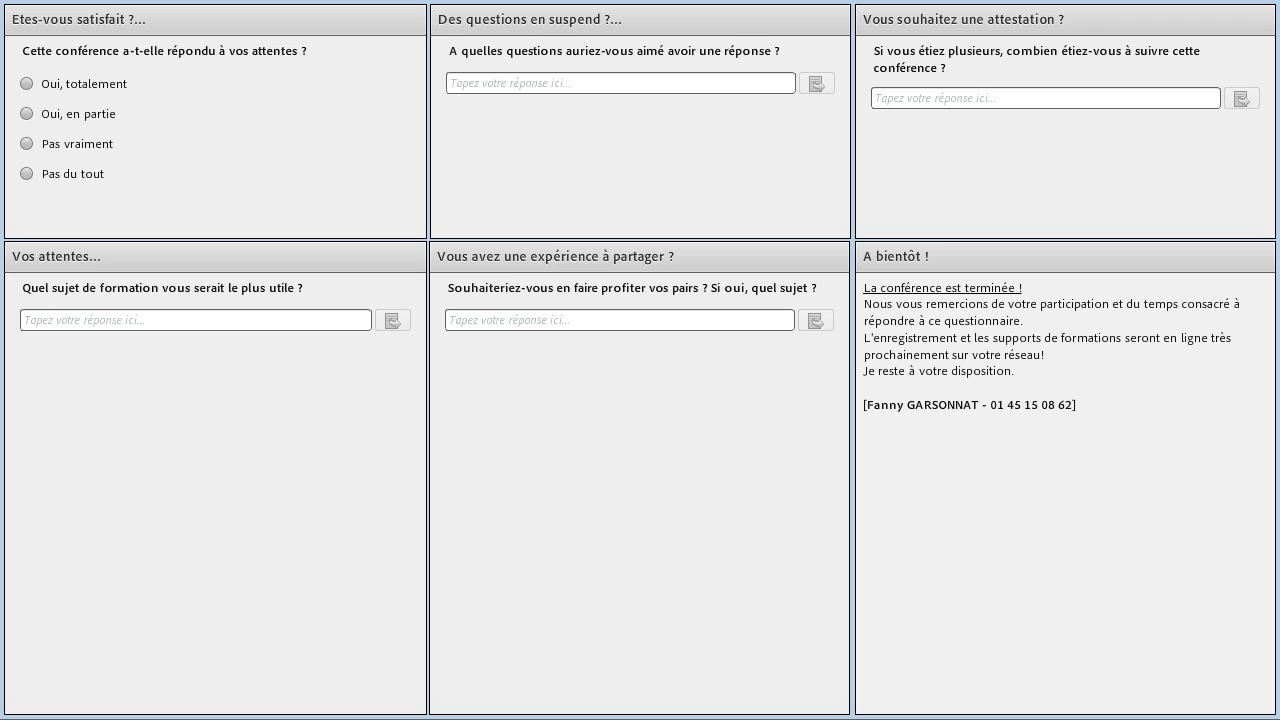 Etes-vous satisfait ?...
Cette conférence a-t-elle répondu à vos attentes ?
Oui, totalement
Oui, en partie
Pas vraiment
Pas du tout
Des questions en suspend ?...
A quelles questions auriez-vous aimé avoir une réponse ?
Tapez votre réponse ici...
Vous souhaitez une attestation ?
Si vous étiez plusieurs, combien étiez-vous à suivre cette
conférence ?
Tapez votre réponse ici...
Vos attentes...
Quel sujet de formation vous serait le plus utile ?
Tapez votre réponse ici...
Vous avez une expérience à partager ?
Souhaiteriez-vous en faire profiter vos pairs ? Si oui, quel sujet ?
Tapez votre réponse ici...
A bientôt !
La conférence est terminée !
Nous vous remercions de votre participation et du temps consacré à
répondre à ce questionnaire.
L'enregistrement et les supports de formations seront en ligne très
prochainement sur votre réseau!
Je reste à votre disposition.
[Fanny GARSONNAT - 01 45 15 08 62]